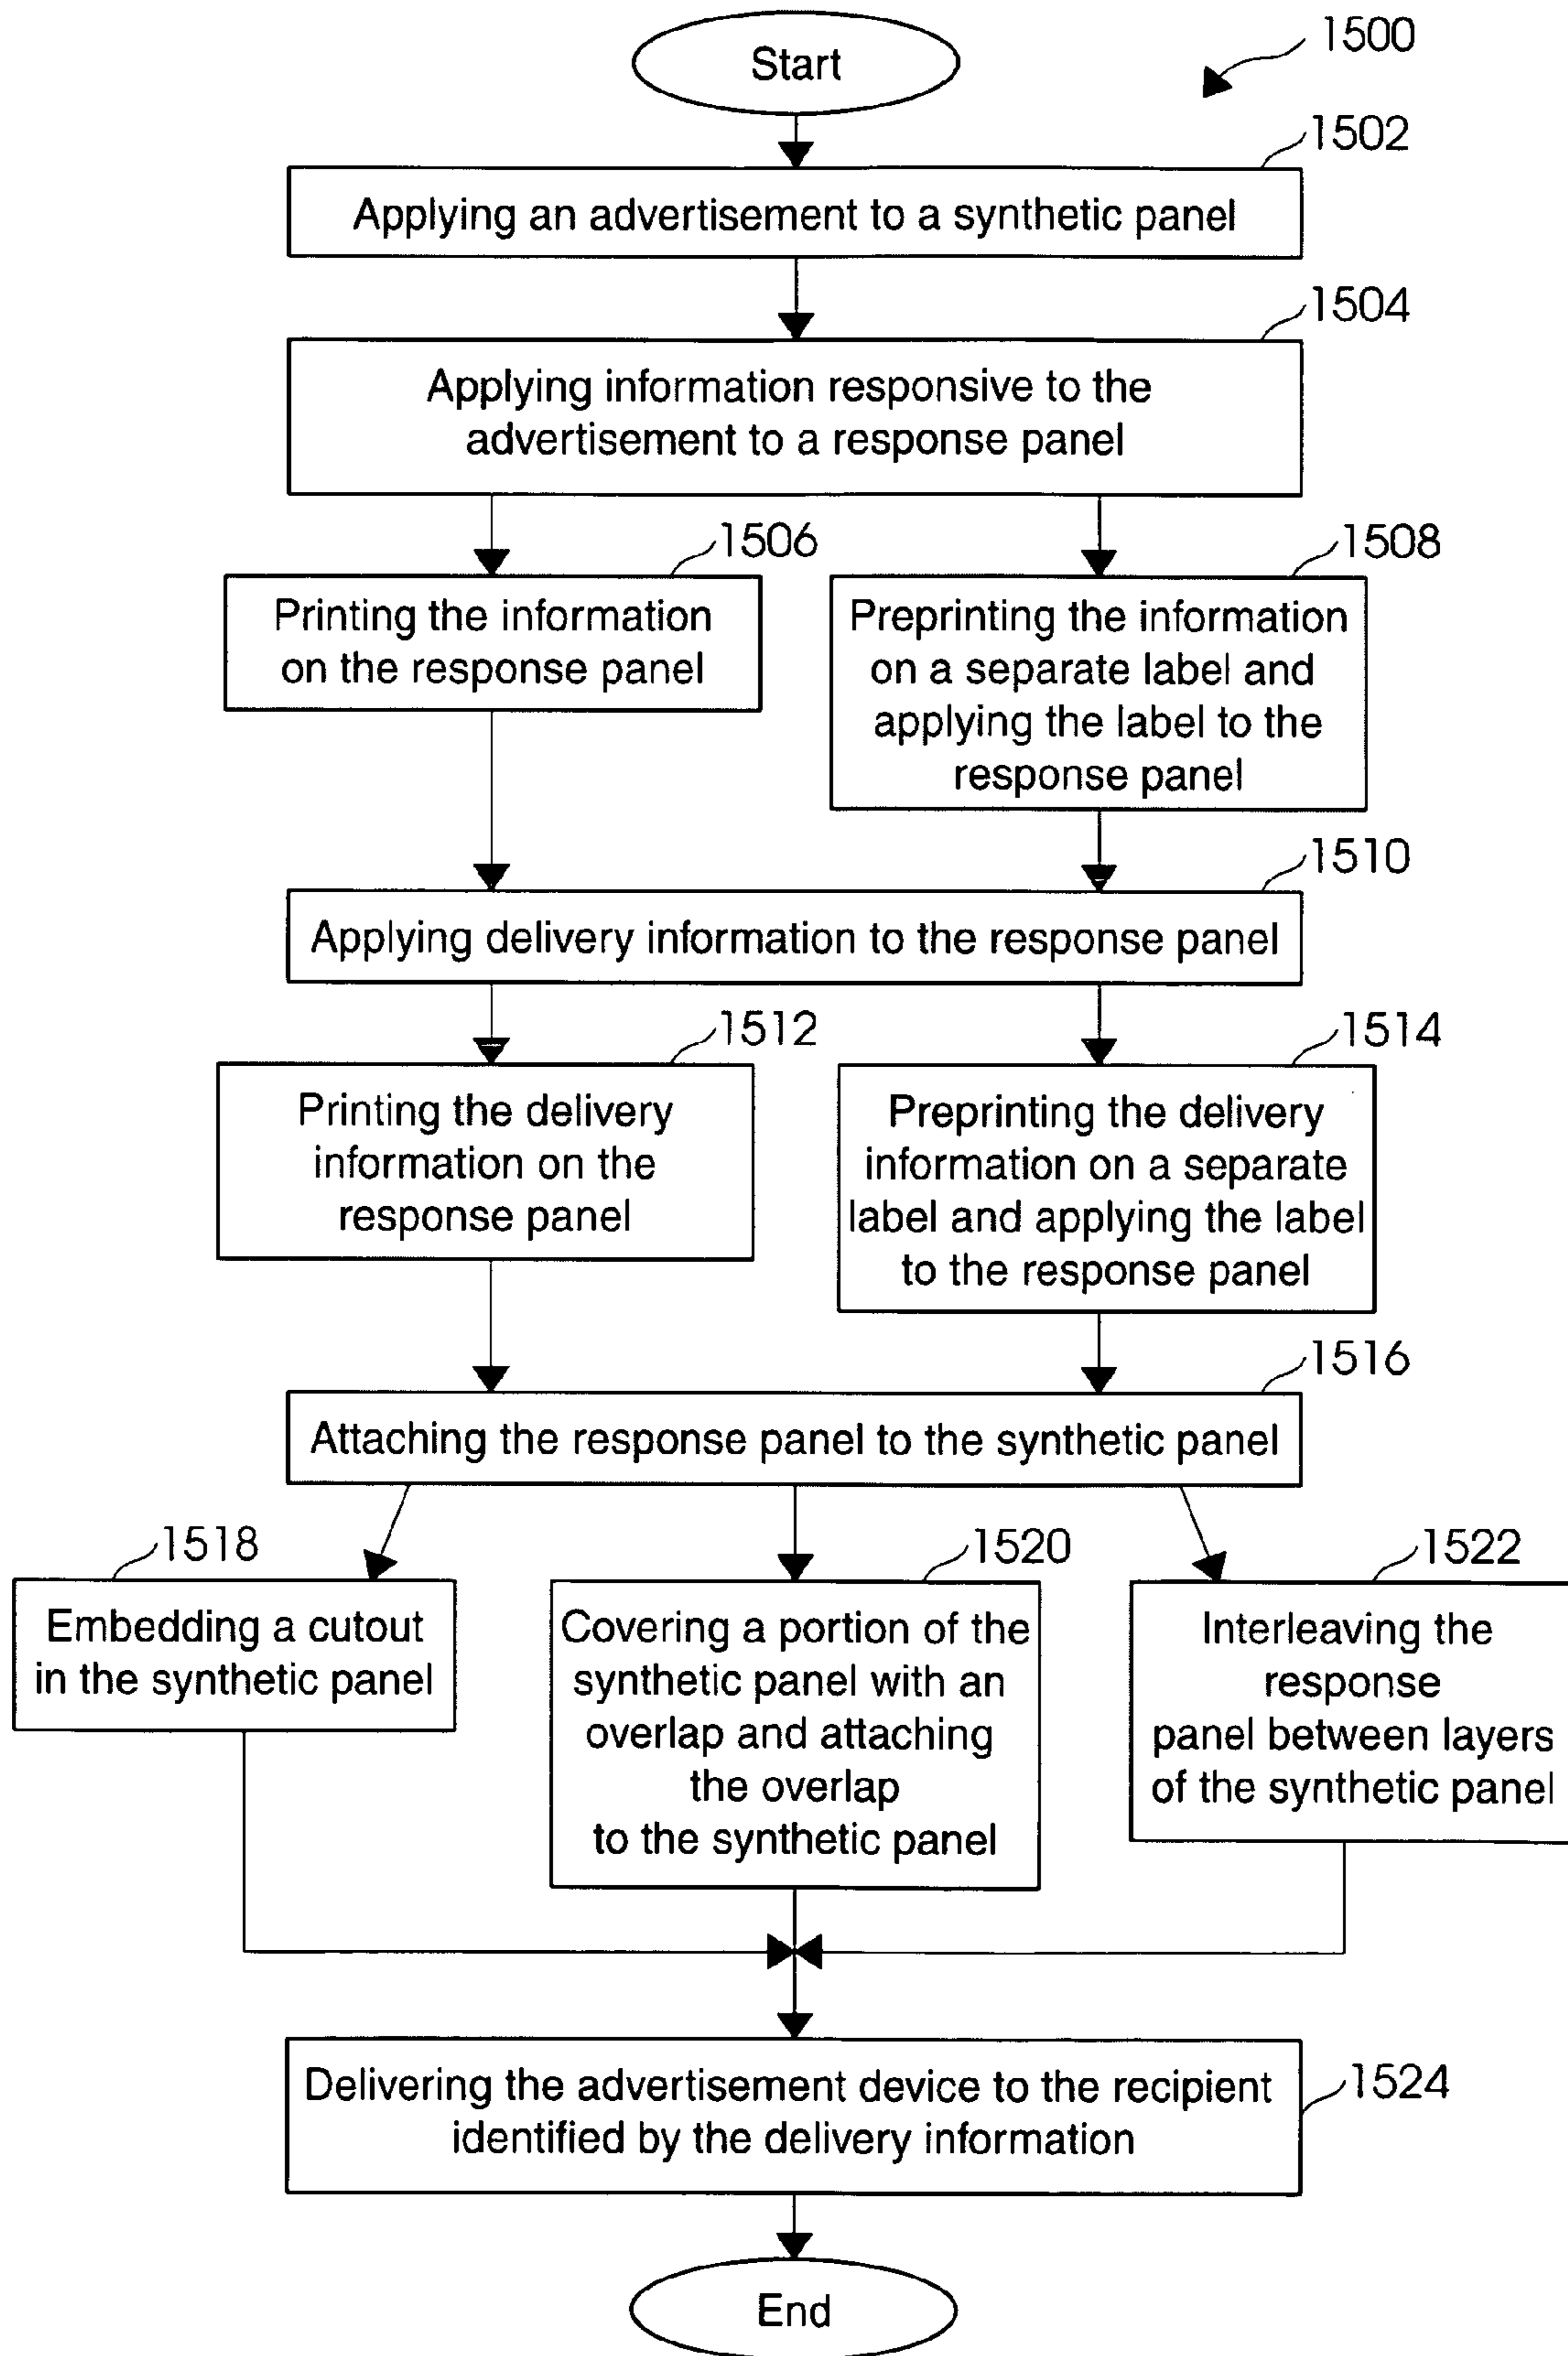 Start
1500
1502
Applying an advertisement to a synthetic panel
1504
Applying information responsive to the
advertisement to a response panel
1506
Printing the information
on the response panel
1508
Preprinting the information
on a separate label and
applying the label to the
response panel
1510
Applying delivery information to the response panel
1512
Printing the delivery
information on the
response panel
1514
Preprinting the delivery
information on a separate
label and applying the label
to the response panel
1516
Attaching the response panel to the synthetic panel
1518
Embedding a cutout
in the synthetic panel
1520
Covering a portion of the
synthetic panel with an
overlap and attaching
the overlap
to the synthetic panel
1522
Interleaving the
response
panel between layers
of the synthetic panel
1524
Delivering the advertisement device to the recipient
identified by the delivery information
End